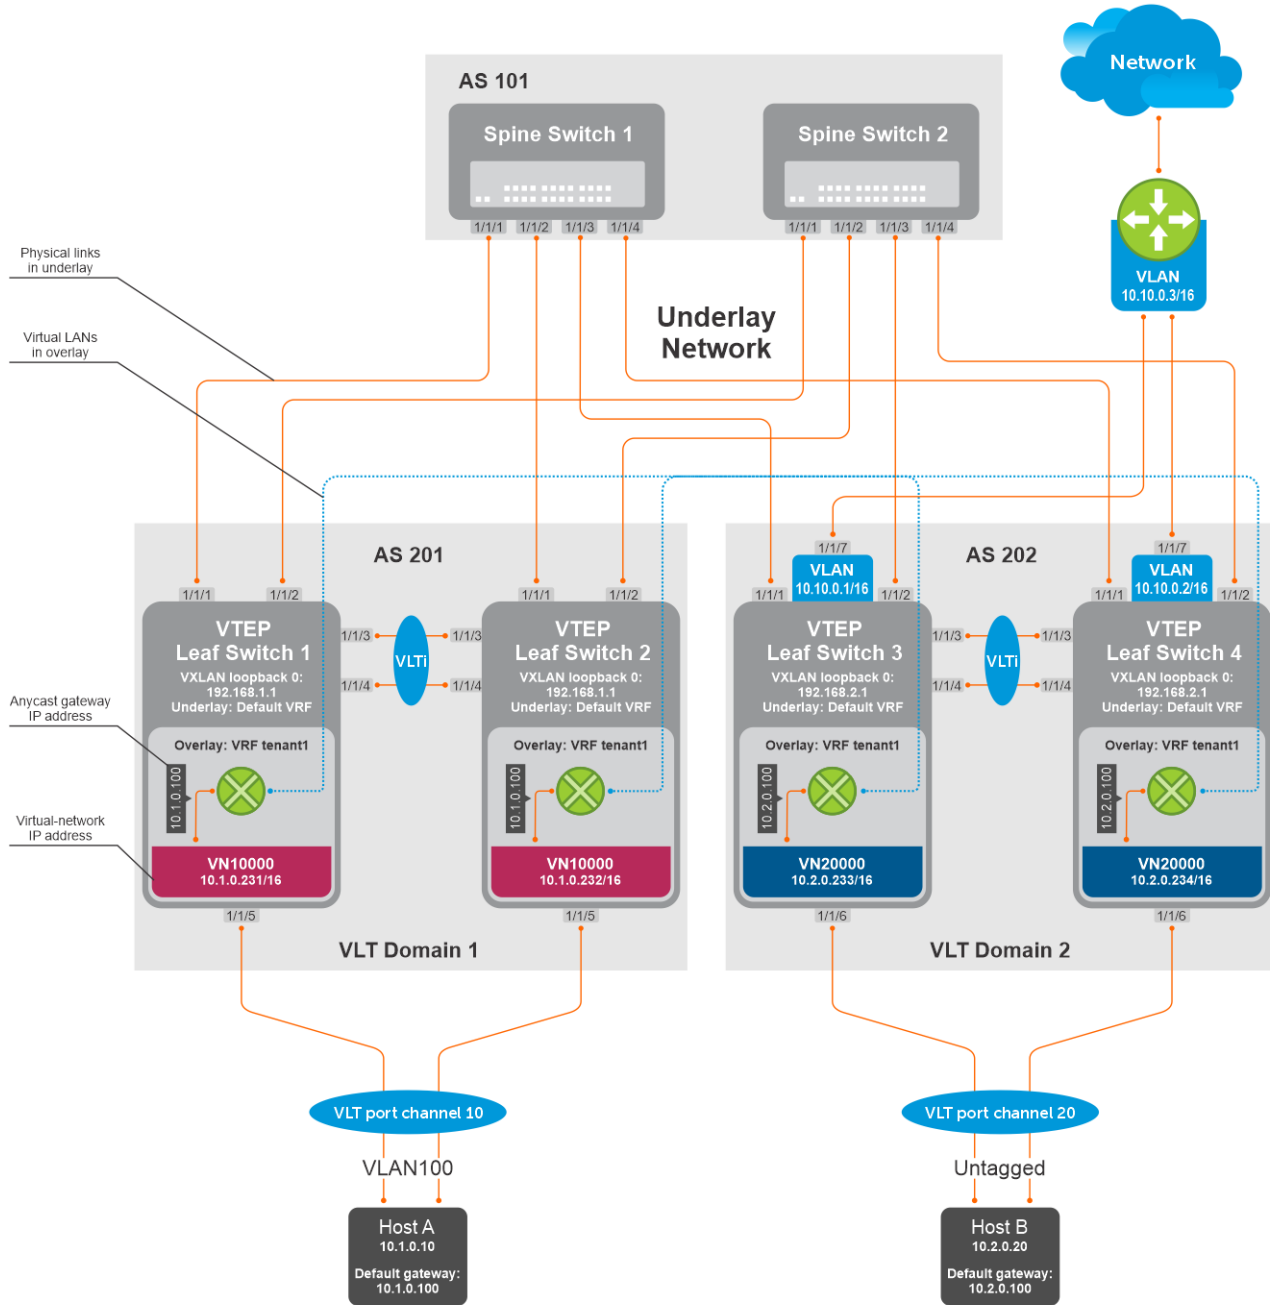 Network
AS 101
Spine Switch 1
Spine Switch 2
1/1/1
1/1/2
1/1/3
1/1/4
1/1/1
1/1/2
1/1/3
1/1/4
VLAN
10.10.0.3/16
Physical links
in underlay
Virtual LANs
in overlay
Underlay
Network
AS 201
AS 202
1/1/1
1/1/2
1/1/1
1/1/2
1/1/1
1/1/7
VLAN
10.10.0.1/16
1/1/2
1/1/1
1/1/7
VLAN
10.10.0.2/16
1/1/2
VTEP
Leaf Switch 1
VXLAN loopback 0:
192.168.1.1
Underlay: Default VRF
1/1/3
1/1/4
VLTi
1/1/3
1/1/4
VTEP
Leaf Switch 2
VXLAN loopback 0:
192.168.1.1
Underlay: Default VRF
VTEP
Leaf Switch 3
VXLAN loopback 0:
192.168.2.1
Underlay: Default VRF
1/1/3
1/1/4
VLTi
1/1/3
1/1/4
VTEP
Leaf Switch 4
VXLAN loopback 0:
192.168.2.1
Underlay: Default VRF
Anycast gateway
IP address
Virtual-network
IP address
Overlay: VRF tenant1
10.1.0.100
VN10000
10.1.0.231/16
Overlay: VRF tenant1
10.1.0.100
VN10000
10.1.0.232/16
Overlay: VRF tenant1
10.2.0.100
VN20000
10.2.0.233/16
Overlay: VRF tenant1
10.2.0.100
VN20000
10.2.0.234/16
1/1/5
1/1/5
1/1/6
1/1/6
VLT Domain 1
VLT Domain 2
VLT port channel 10
VLT port channel 20
VLAN100
Untagged
Host A
10.1.0.10
Default gateway:
10.1.0.100
Host B
10.2.0.20
Default gateway:
10.2.0.100